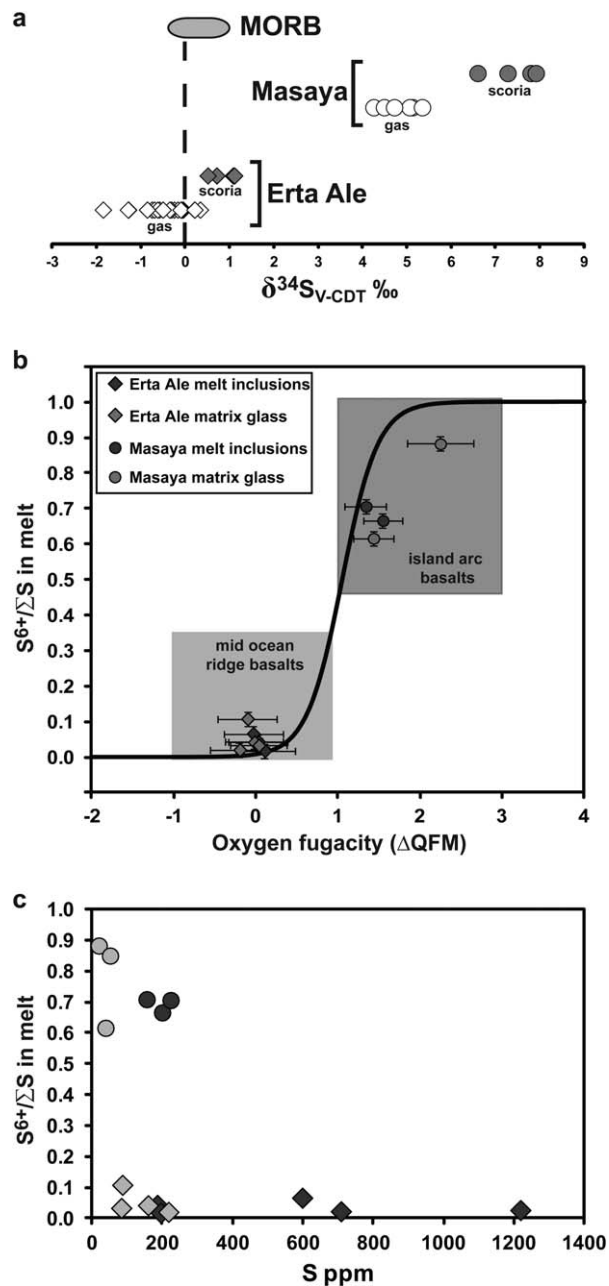 a
MORB
Masaya
scoria
gas
Erta Ale
scoria
gas
-3 -2 -1 0 1 2 3 4 5 6 7 8 9
δ³⁴S_V-CDT ‰
b
Erta Ale melt inclusions
Erta Ale matrix glass
Masaya melt inclusions
Masaya matrix glass
1.0
0.9
0.8
0.7
0.6
0.5
0.4
0.3
0.2
0.1
0.0
S⁶⁺/ΣS in melt
island arc
basalts
mid ocean
ridge basalts
-2 -1 0 1 2 3 4
Oxygen fugacity (ΔQFM)
c
1.0
0.9
0.8
0.7
0.6
0.5
0.4
0.3
0.2
0.1
0.0
S⁶⁺/ΣS in melt
0 200 400 600 800 1000 1200 1400
S ppm